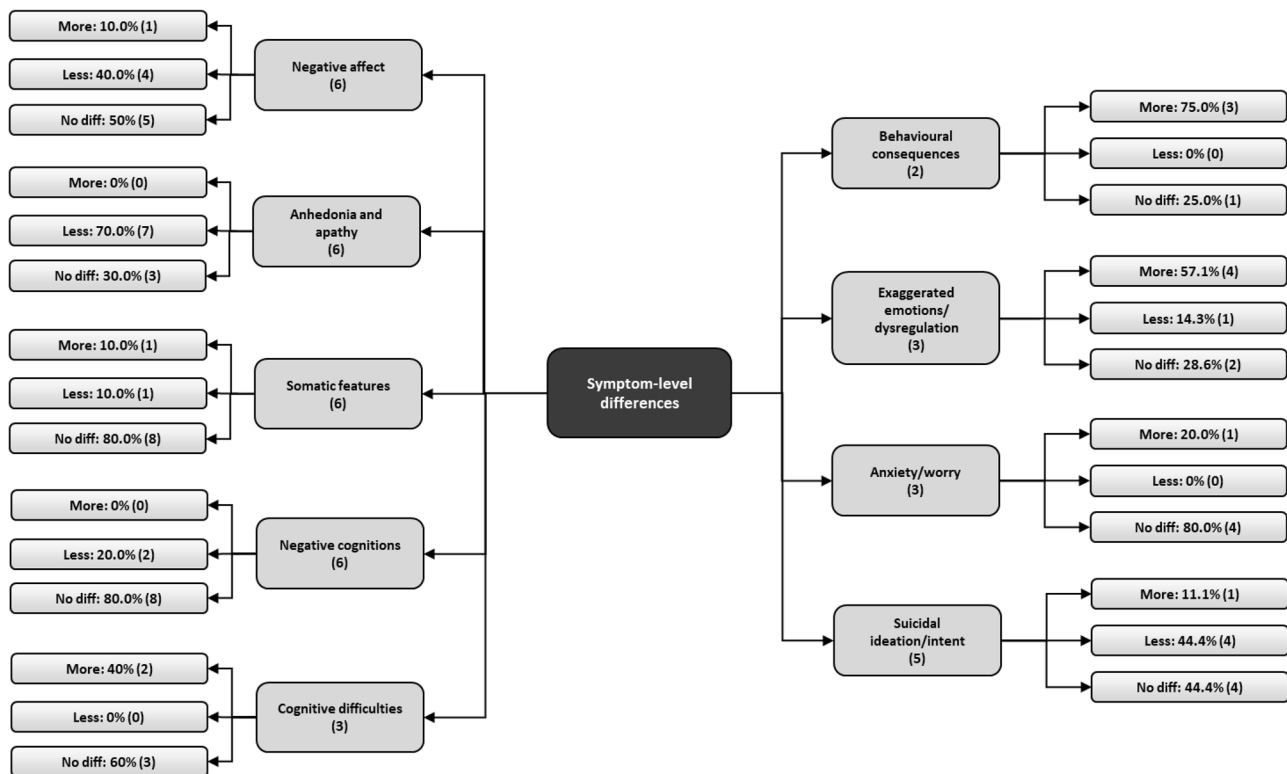 More: 10.0% (1)
Less: 40.0% (4)
No diff: 50% (5)
Negative affect
(6)
More: 0% (0)
Less: 70.0% (7)
No diff: 30.0% (3)
Anhedonia and
apathy
(6)
More: 10.0% (1)
Less: 10.0% (1)
No diff: 80.0% (8)
Somatic features
(6)
More: 0% (0)
Less: 20.0% (2)
No diff: 80.0% (8)
Negative cognitions
(6)
More: 40% (2)
Less: 0% (0)
No diff: 60% (3)
Cognitive difficulties
(3)
Symptom-level
differences
Behavioural
consequences
(2)
More: 75.0% (3)
Less: 0% (0)
No diff: 25.0% (1)
Exaggerated
emotions/
dysregulation
(3)
More: 57.1% (4)
Less: 14.3% (1)
No diff: 28.6% (2)
Anxiety/worry
(3)
More: 20.0% (1)
Less: 0% (0)
No diff: 80.0% (4)
Suicidal
ideation/intent
(5)
More: 11.1% (1)
Less: 44.4% (4)
No diff: 44.4% (4)